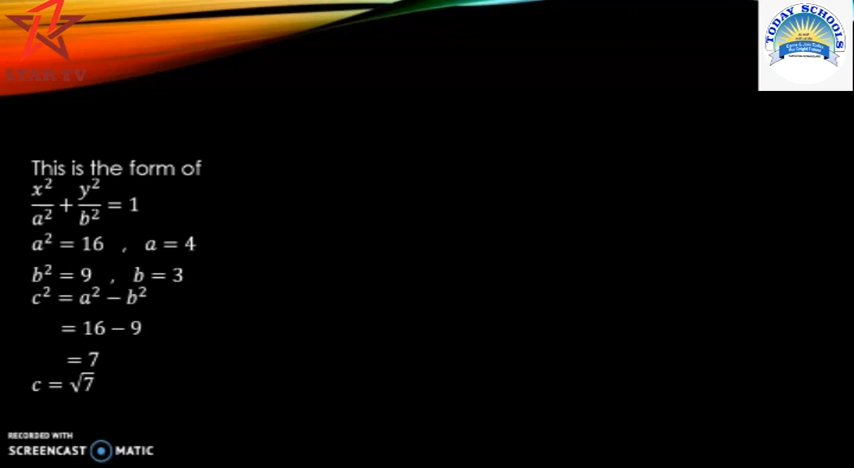 STAR TV
TODAY SCHOOLS
This is the form of
x²/a² + y²/b² = 1
a² = 16 , a = 4
b² = 9 , b = 3
c² = a² − b²
= 16 − 9
= 7
c = √7
RECORDED WITH
SCREENCAST MATIC